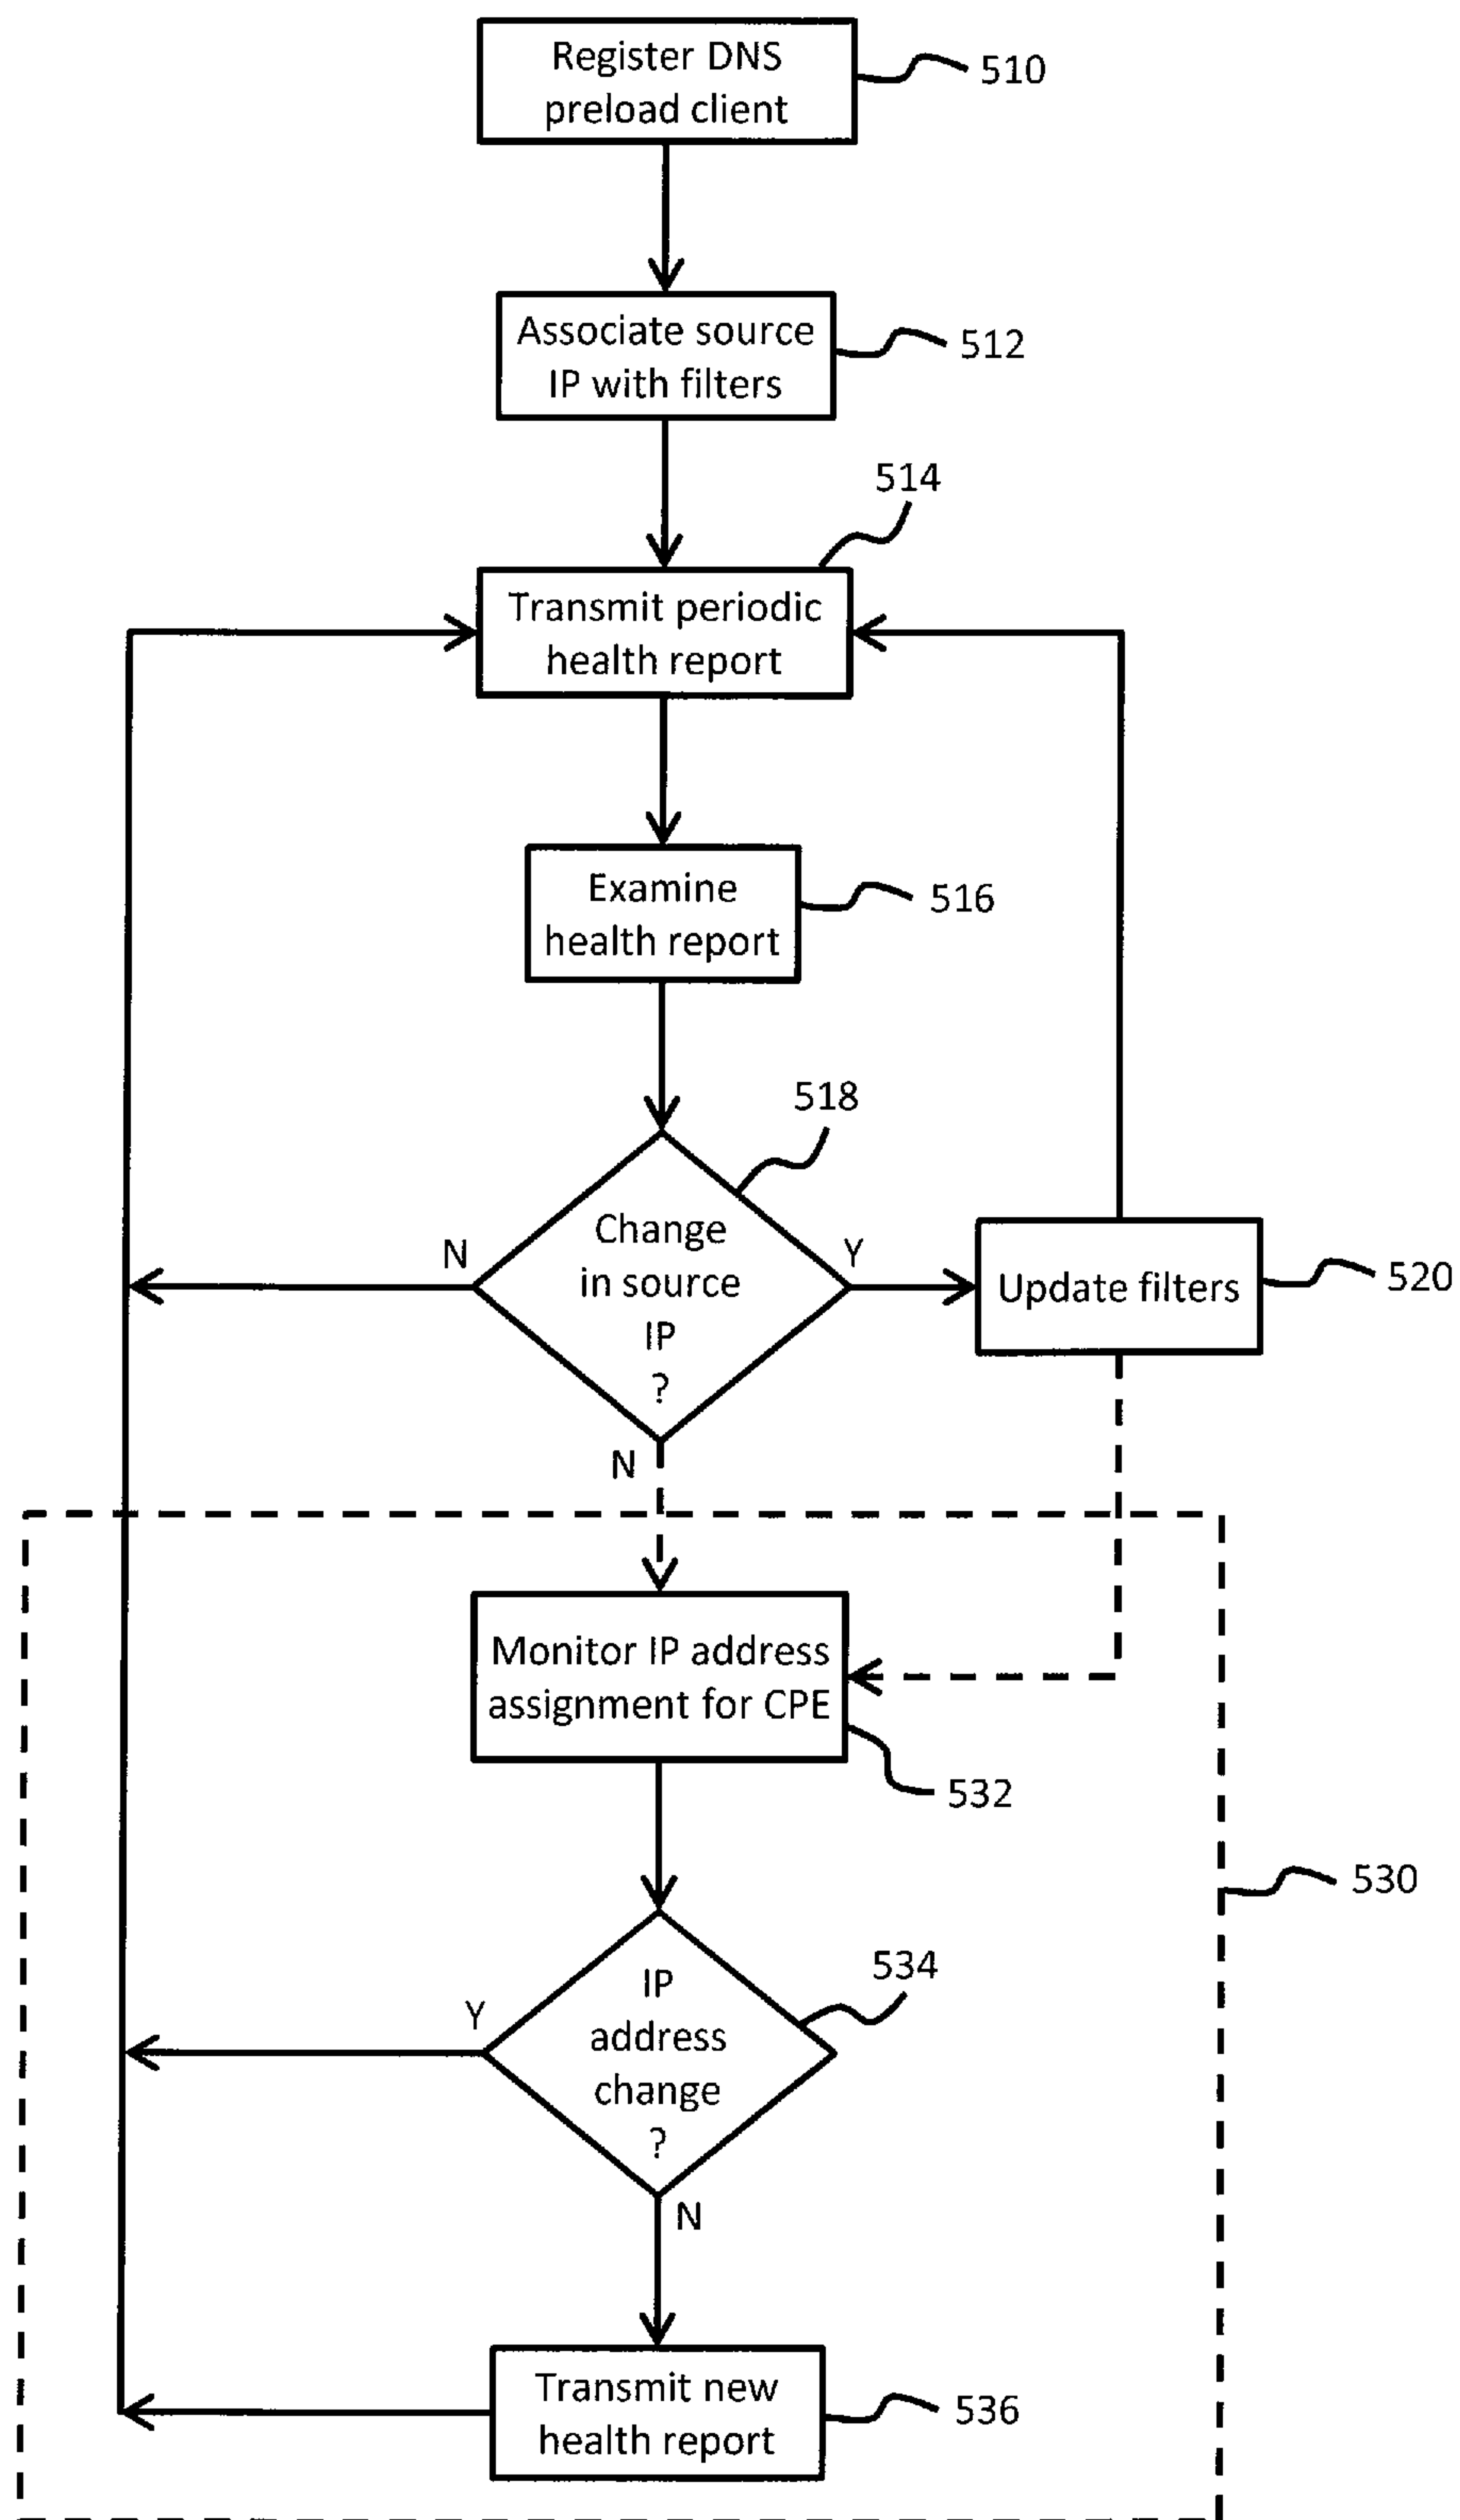 Register DNS
preload client
510
Associate source
IP with filters
512
514
Transmit periodic
health report
Examine
health report
516
518
Change
in source
IP
?
N
Y
N
Update filters
520
Monitor IP address
assignment for CPE
532
530
534
IP
address
change
?
Y
N
Transmit new
health report
536